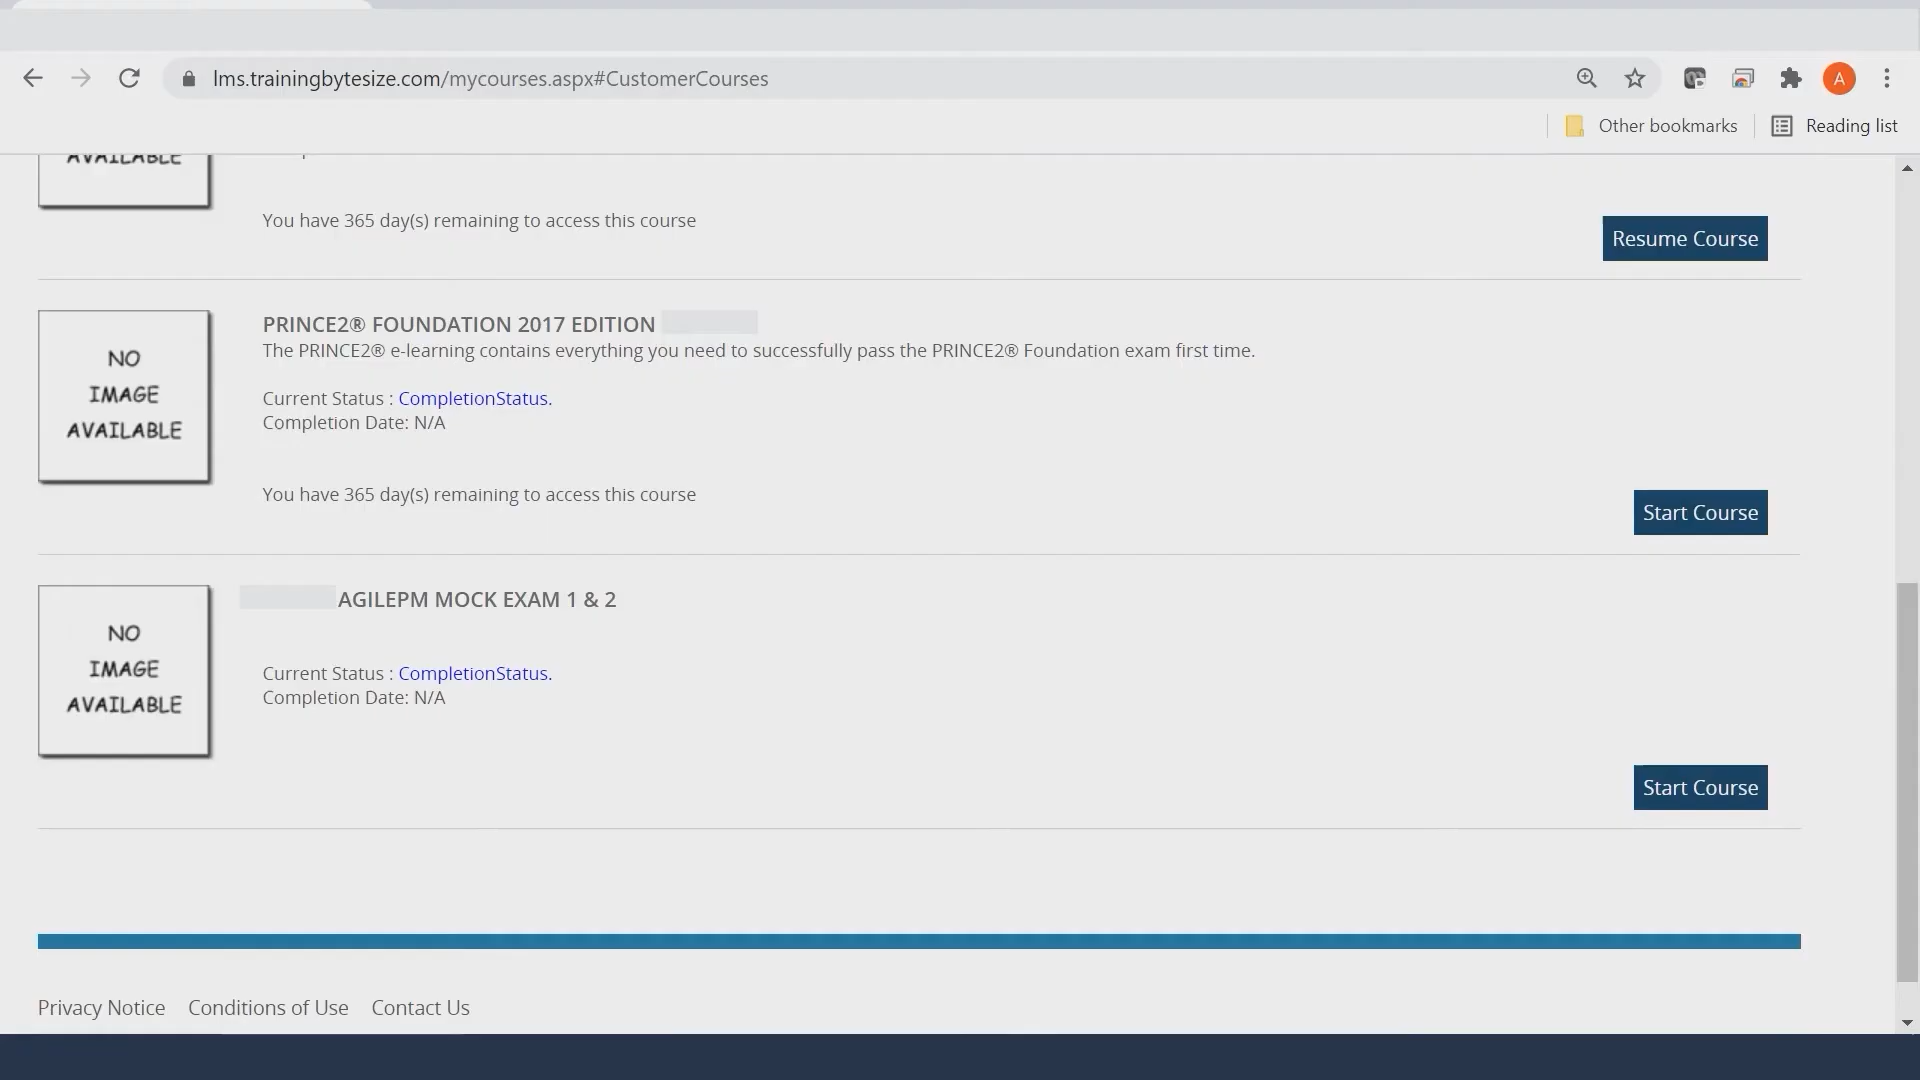 lms.trainingbytesize.com/mycourses.aspx#CustomerCourses
A
Other bookmarks
Reading list
AVAILABLE
You have 365 day(s) remaining to access this course
Resume Course
NO
IMAGE
AVAILABLE
PRINCE2® FOUNDATION 2017 EDITION
The PRINCE2® e-learning contains everything you need to successfully pass the PRINCE2® Foundation exam first time.
Current Status : CompletionStatus.
Completion Date: N/A
You have 365 day(s) remaining to access this course
Start Course
NO
IMAGE
AVAILABLE
AGILEPM MOCK EXAM 1 & 2
Current Status : CompletionStatus.
Completion Date: N/A
Start Course
Privacy Notice Conditions of Use Contact Us